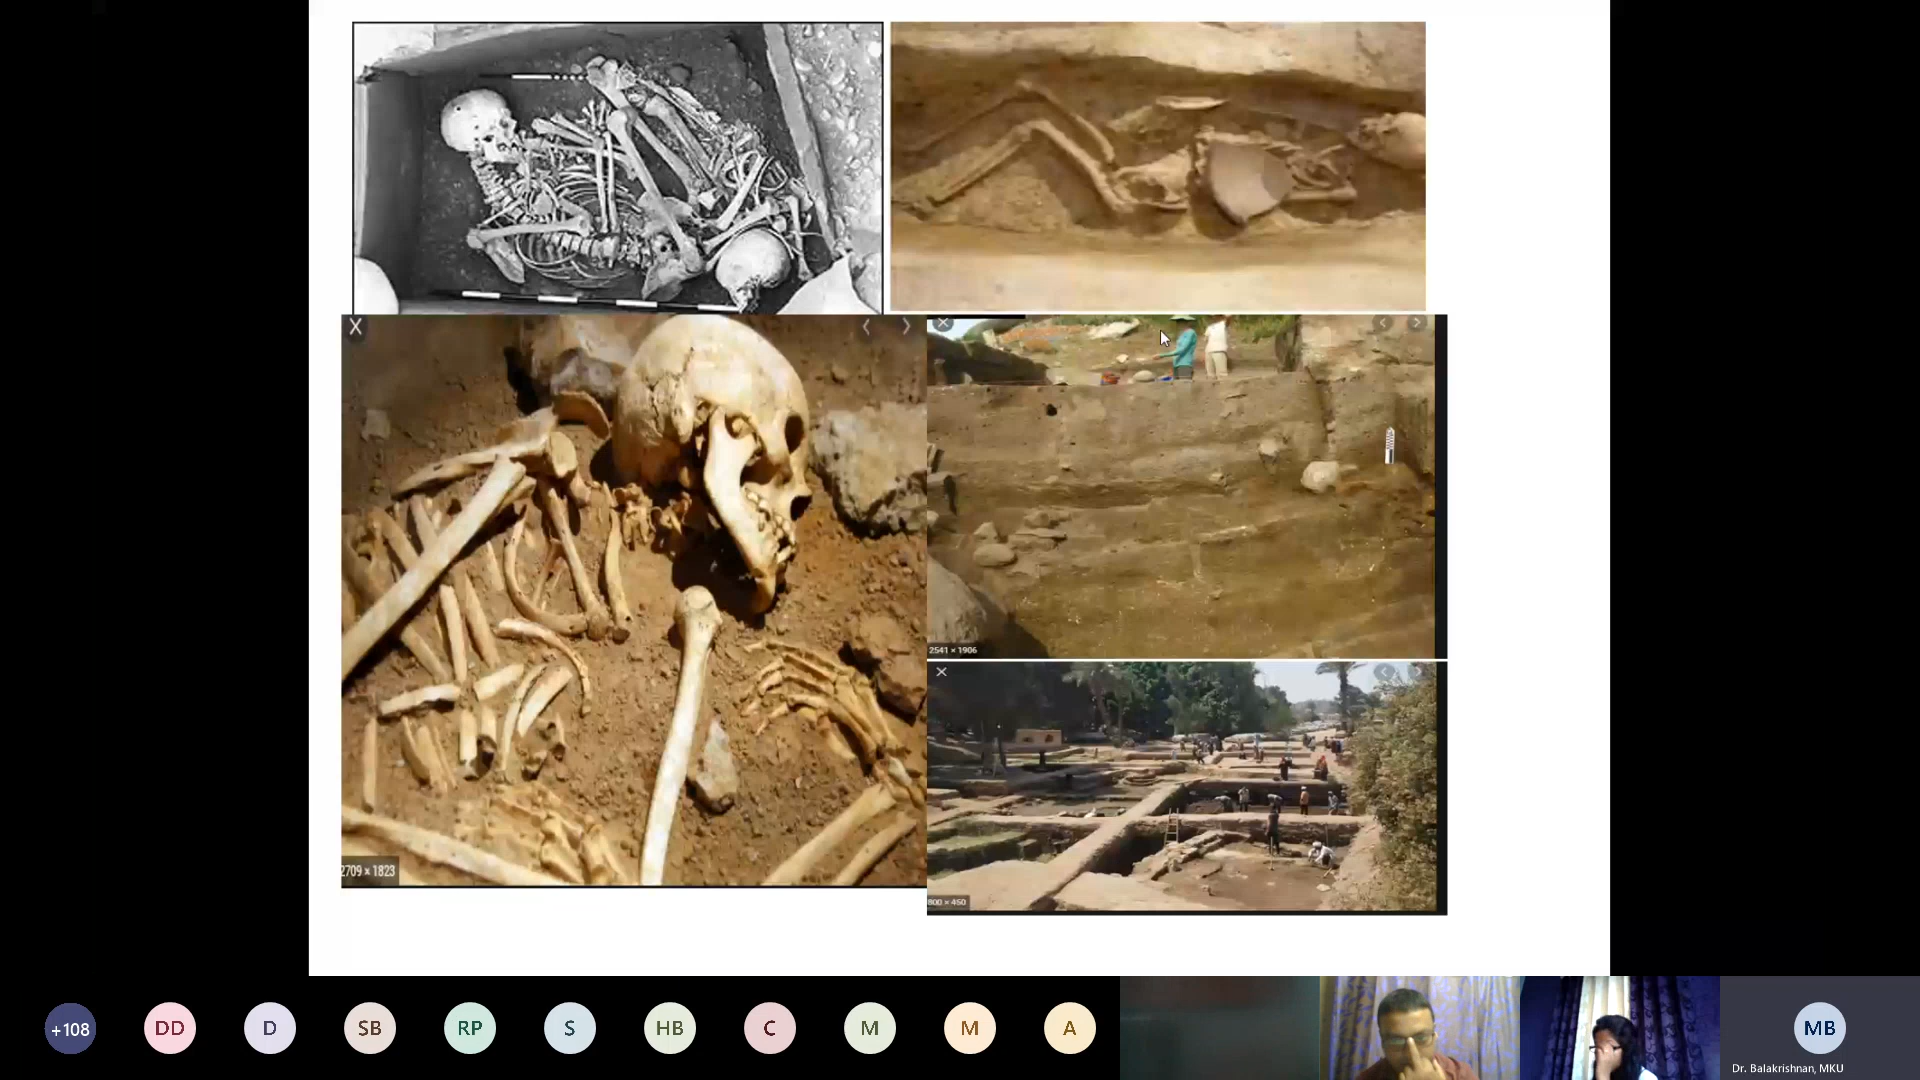 X
2541 × 1906
2709 × 1823
800 × 450
+108
DD
D
SB
RP
S
HB
C
M
M
A
MB
Dr. Balakrishnan, MKU